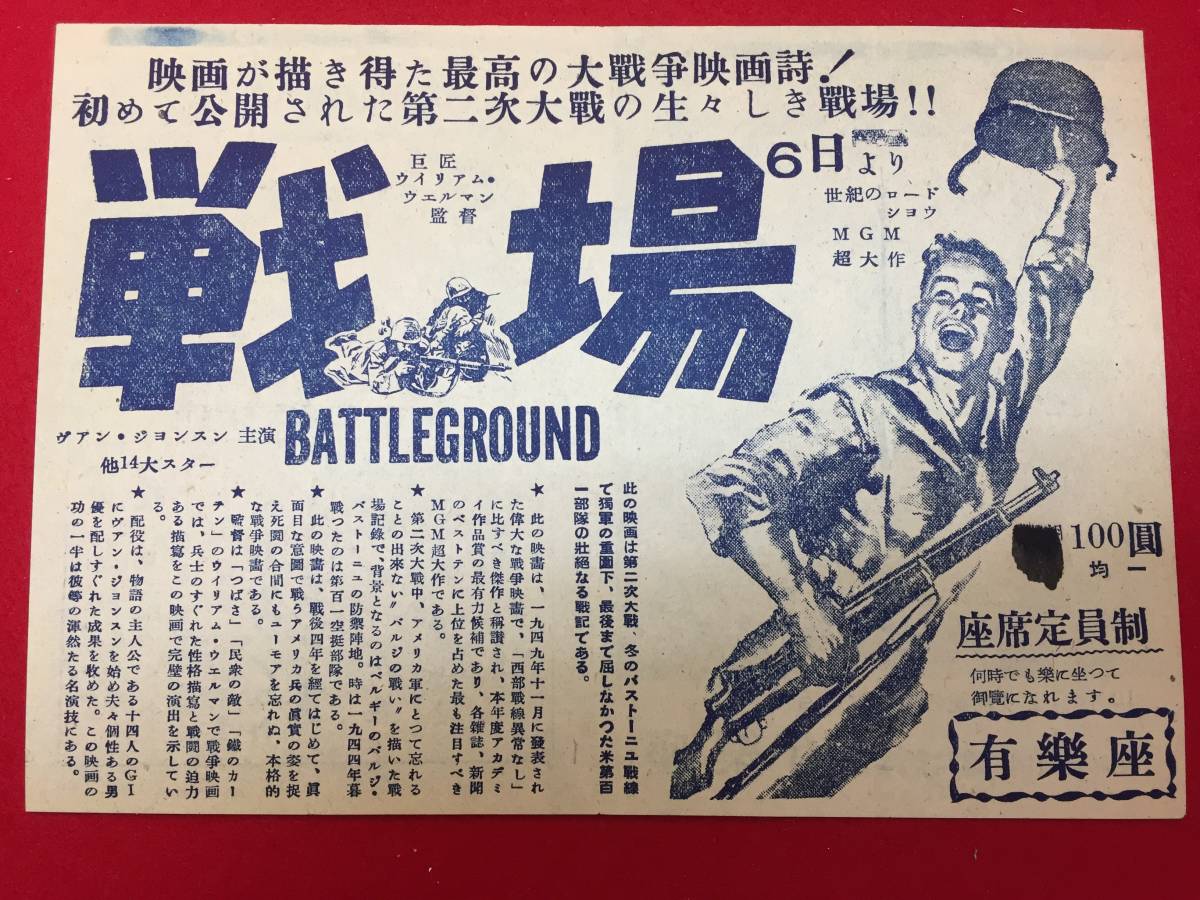 映画が描き得た最高の大戰爭映画詩！
初めて公開された第二次大戰の生々しき戰場!!
戦場
巨匠
ウイリアム・
ウエルマン
監督
6日より
世紀のロード
ショウ
MGM
超大作
BATTLEGROUND
ヴアン・ジヨンスン 主演
他14大スター
此の映画は第二次大戰、冬のバストーニユ戰線
て獨軍の重圍下、最後まで屈しなかつた米第百
一部隊の壯絕なる戰記である。
★ 此の映畫は、一九四九年十一月に發表され
た偉大な戰爭映畫で、「西部戰線異常なし」
に比すべき傑作と稱讃され、本年度アカデミ
イ作品賞の最有力候補であり、各雜誌、新聞
のベストテンに上位を占めた最も注目すべき
MGM超大作である。
★ 第二次大戰中、アメリカ軍にとつて忘れる
ことの出來ない〃バルジの戰い〃を描いた戰
場記錄で、背景となるのはベルギーのバルジ・
バストーニユの防禦陣地。時は一九四四年暮
戰つたのは第百一空挺部隊である。
★ 此の映畫は、戰後四年を經てはじめて、眞
面目な意圖で戰うアメリカ兵の眞實の姿を捉
え死闘の合間にもユーモアを忘れぬ、本格的
な戰爭映畫である。
★ 監督は「つばさ」「民衆の敵」「鐵のカー
テン」のウイリアム・ウエルマンで戰爭映画
では、兵士のすぐれた性格描寫と戰闘の迫力
ある描寫をこの映画で完璧の演出を示してい
る。
★ 配役は、物語の主人公である十四人のGI
にヴアン・ジョンスンを始め夫々個性ある男
優を配しすぐれた成果を收めた。この映画の
功の一半は彼等の渾然たる名演技にある。
100圓
均一
座席定員制
何時でも樂に坐つて
御覽になれます。
有樂座